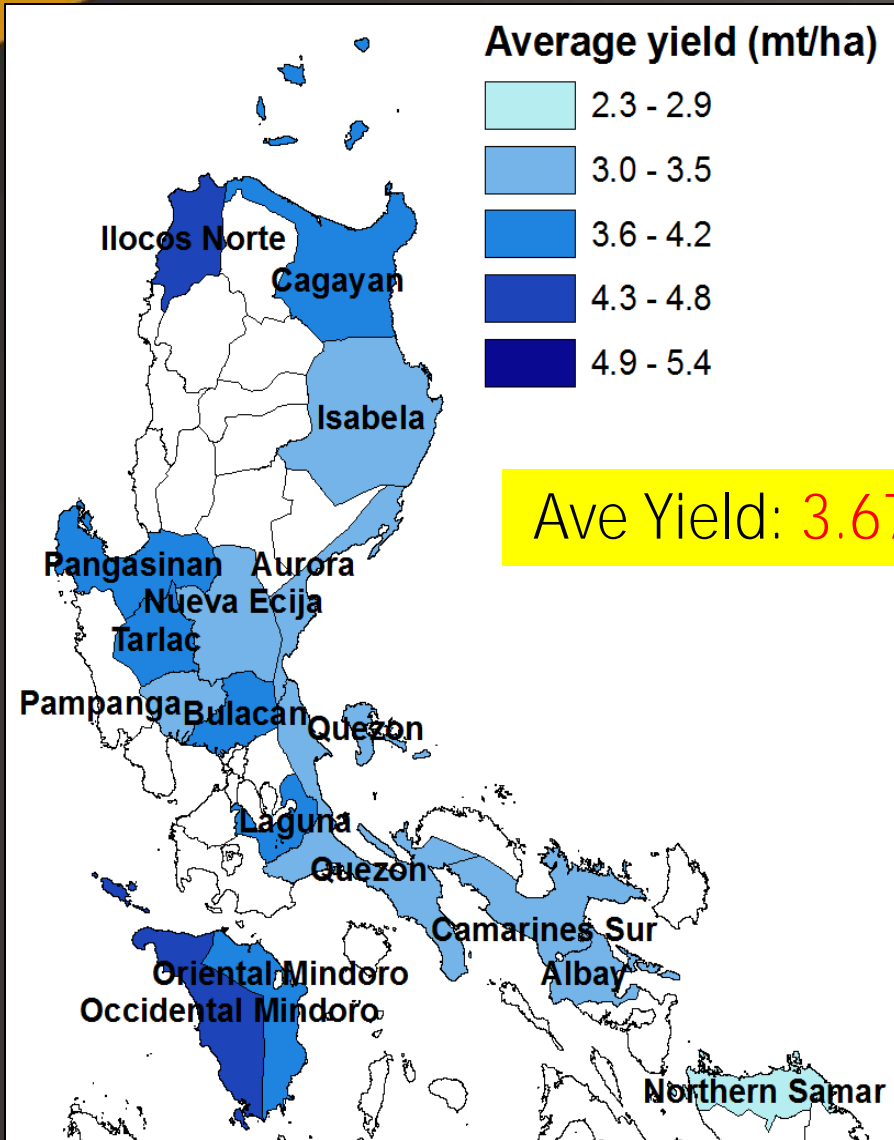 Average yield (mt/ha)
2.3 - 2.9
3.0 - 3.5
3.6 - 4.2
4.3 - 4.8
4.9 - 5.4
Ilocos Norte
Cagayan
Isabela
Ave Yield: 3.67
Pangasinan
Aurora
Nueva Ecija
Tarlac
Pampanga
Bulacan
Quezon
Laguna
Quezon
Camarines Sur
Albay
Oriental Mindoro
Occidental Mindoro
Northern Samar